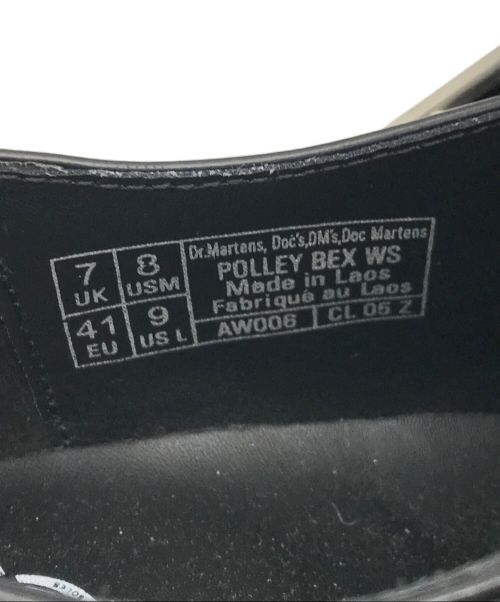 7
UK
8
USM
41
EU
9
US L
Dr.Martens, Doc's,DM's,Doc Martens
POLLEY BEX WS
Made in Laos
Fabriqué au Laos
AW006
CL 05 Z